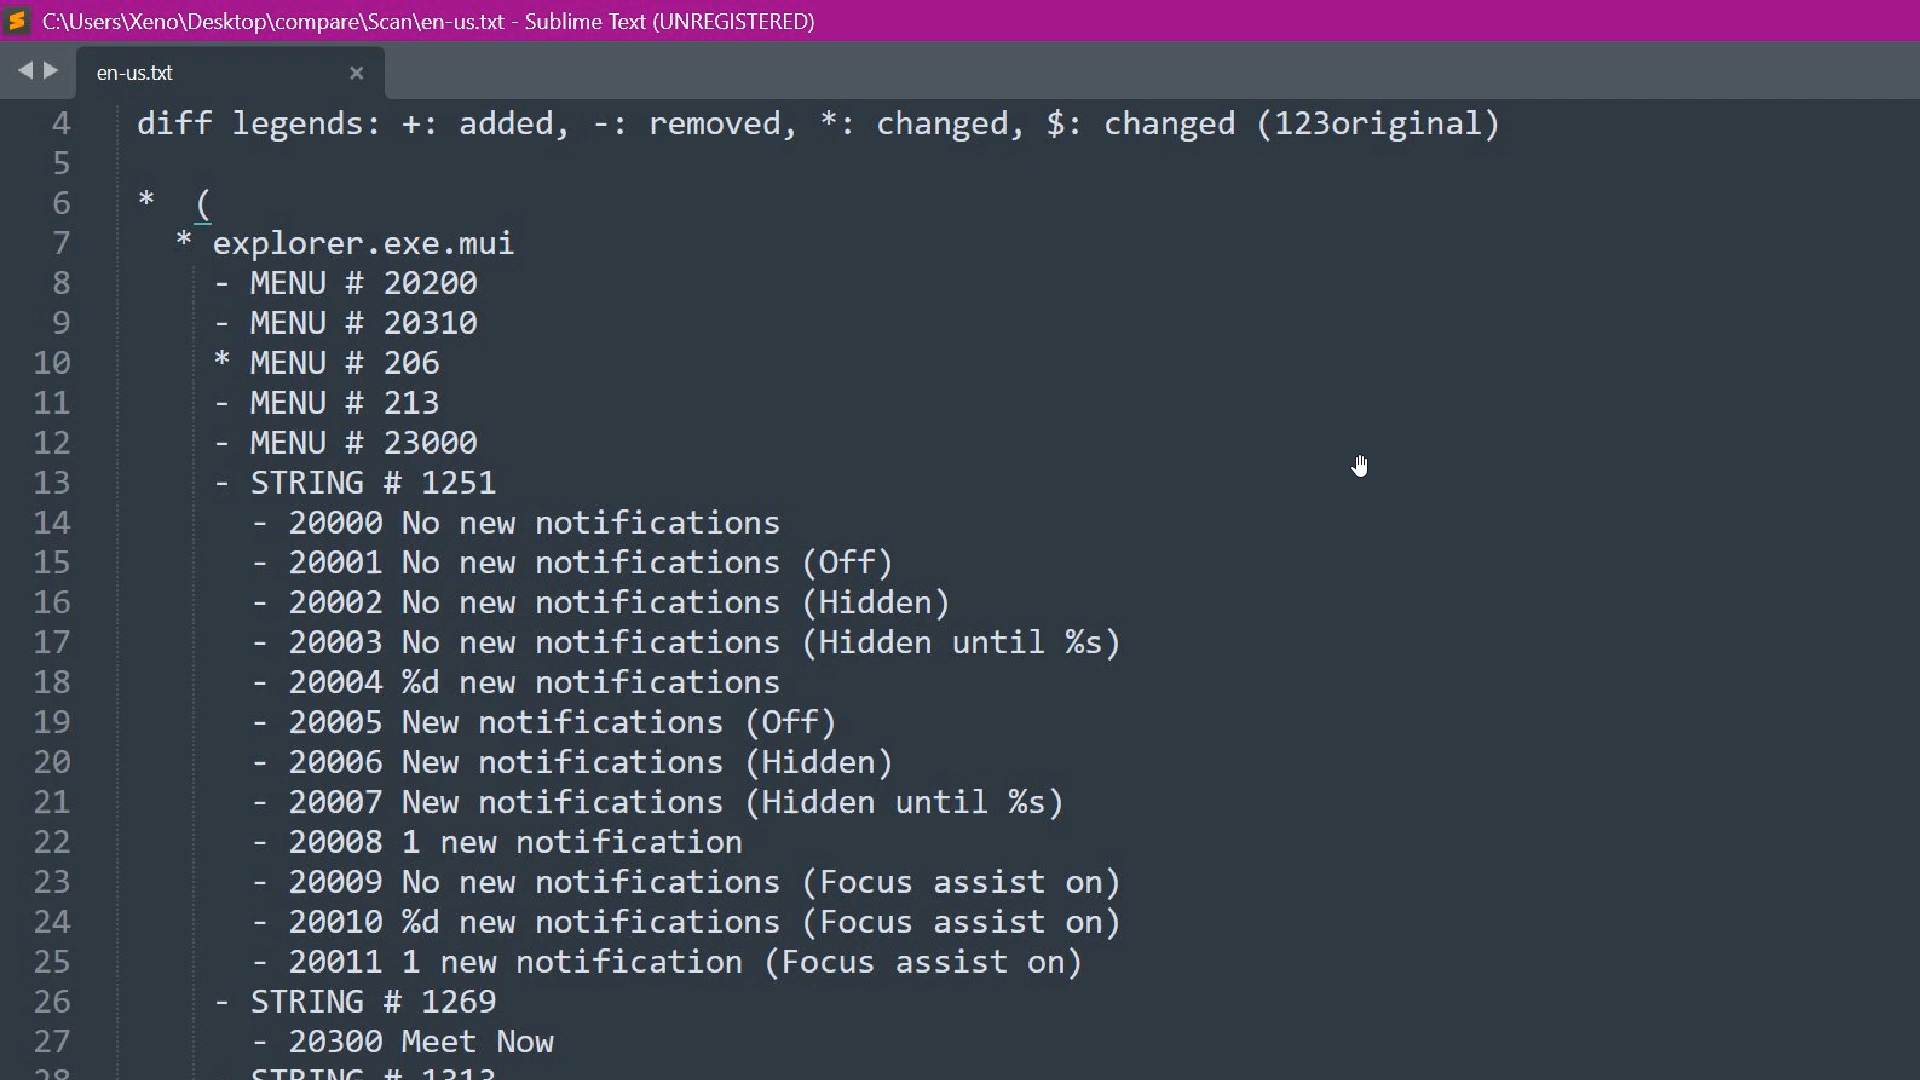 C:\Users\Xeno\Desktop\compare\Scan\en-us.txt - Sublime Text (UNREGISTERED)
en-us.txt ×
4 diff legends: +: added, -: removed, *: changed, $: changed (123original)
5
6 *  (
7 * explorer.exe.mui
8 - MENU # 20200
9 - MENU # 20310
10 * MENU # 206
11 - MENU # 213
12 - MENU # 23000
13 - STRING # 1251
14 - 20000 No new notifications
15 - 20001 No new notifications (Off)
16 - 20002 No new notifications (Hidden)
17 - 20003 No new notifications (Hidden until %s)
18 - 20004 %d new notifications
19 - 20005 New notifications (Off)
20 - 20006 New notifications (Hidden)
21 - 20007 New notifications (Hidden until %s)
22 - 20008 1 new notification
23 - 20009 No new notifications (Focus assist on)
24 - 20010 %d new notifications (Focus assist on)
25 - 20011 1 new notification (Focus assist on)
26 - STRING # 1269
27 - 20300 Meet Now
28 STRING # 1313